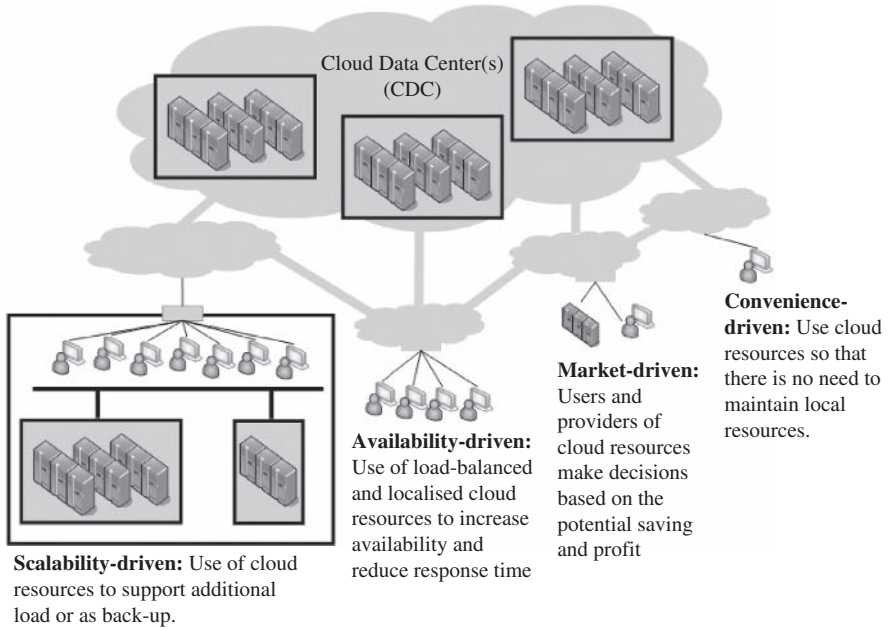 Cloud Data Center(s)
(CDC)
Convenience-
driven: Use cloud
resources so that
there is no need to
maintain local
resources.
Market-driven:
Users and
providers of
cloud resources
make decisions
based on the
potential saving
and profit
Availability-driven:
Use of load-balanced
and localised cloud
resources to increase
availability and
reduce response time
Scalability-driven: Use of cloud
resources to support additional
load or as back-up.